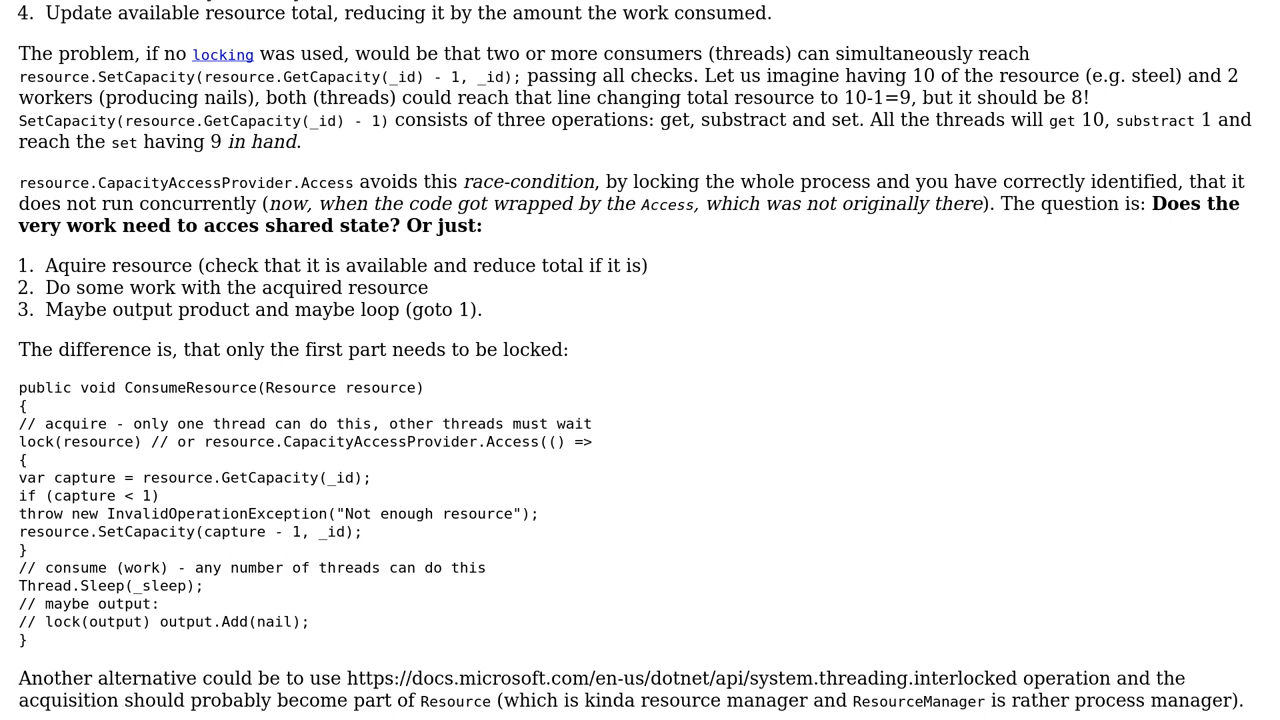 4. Update available resource total, reducing it by the amount the work consumed.
The problem, if no locking was used, would be that two or more consumers (threads) can simultaneously reach
resource.SetCapacity(resource.GetCapacity(_id) - 1, _id); passing all checks. Let us imagine having 10 of the resource (e.g. steel) and 2
workers (producing nails), both (threads) could reach that line changing total resource to 10-1=9, but it should be 8!
SetCapacity(resource.GetCapacity(_id) - 1) consists of three operations: get, substract and set. All the threads will get 10, substract 1 and
reach the set having 9 in hand.
resource.CapacityAccessProvider.Access avoids this race-condition, by locking the whole process and you have correctly identified, that it
does not run concurrently (now, when the code got wrapped by the Access, which was not originally there). The question is: Does the
very work need to acces shared state? Or just:
1. Aquire resource (check that it is available and reduce total if it is)
2. Do some work with the acquired resource
3. Maybe output product and maybe loop (goto 1).
The difference is, that only the first part needs to be locked:
public void ConsumeResource(Resource resource)
{
// acquire - only one thread can do this, other threads must wait
lock(resource) // or resource.CapacityAccessProvider.Access(() =>
{
var capture = resource.GetCapacity(_id);
if (capture < 1)
throw new InvalidOperationException("Not enough resource");
resource.SetCapacity(capture - 1, _id);
}
// consume (work) - any number of threads can do this
Thread.Sleep(_sleep);
// maybe output:
// lock(output) output.Add(nail);
}
Another alternative could be to use https://docs.microsoft.com/en-us/dotnet/api/system.threading.interlocked operation and the
acquisition should probably become part of Resource (which is kinda resource manager and ResourceManager is rather process manager).